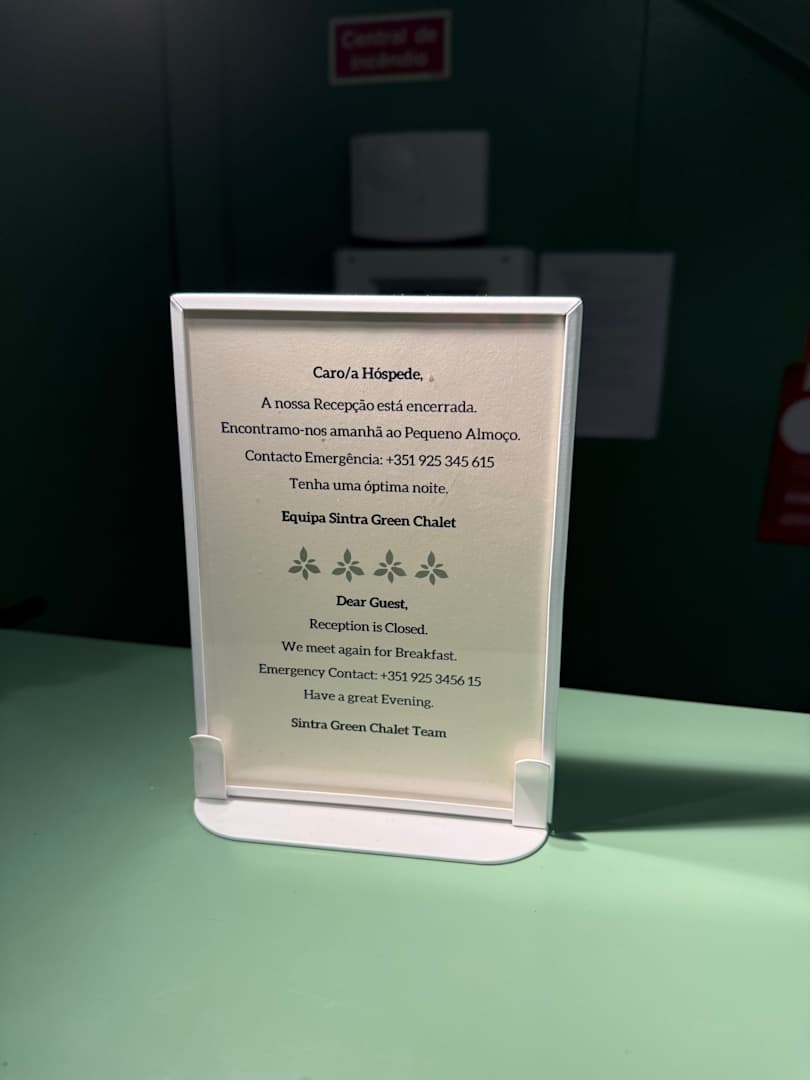 Central de
incêndio
Caro/a Hóspede,
A nossa Recepção está encerrada.
Encontramo-nos amanhã ao Pequeno Almoço.
Contacto Emergência: +351 925 345 615
Tenha uma óptima noite.
Equipa Sintra Green Chalet
Dear Guest,
Reception is Closed.
We meet again for Breakfast.
Emergency Contact: +351 925 3456 15
Have a great Evening.
Sintra Green Chalet Team